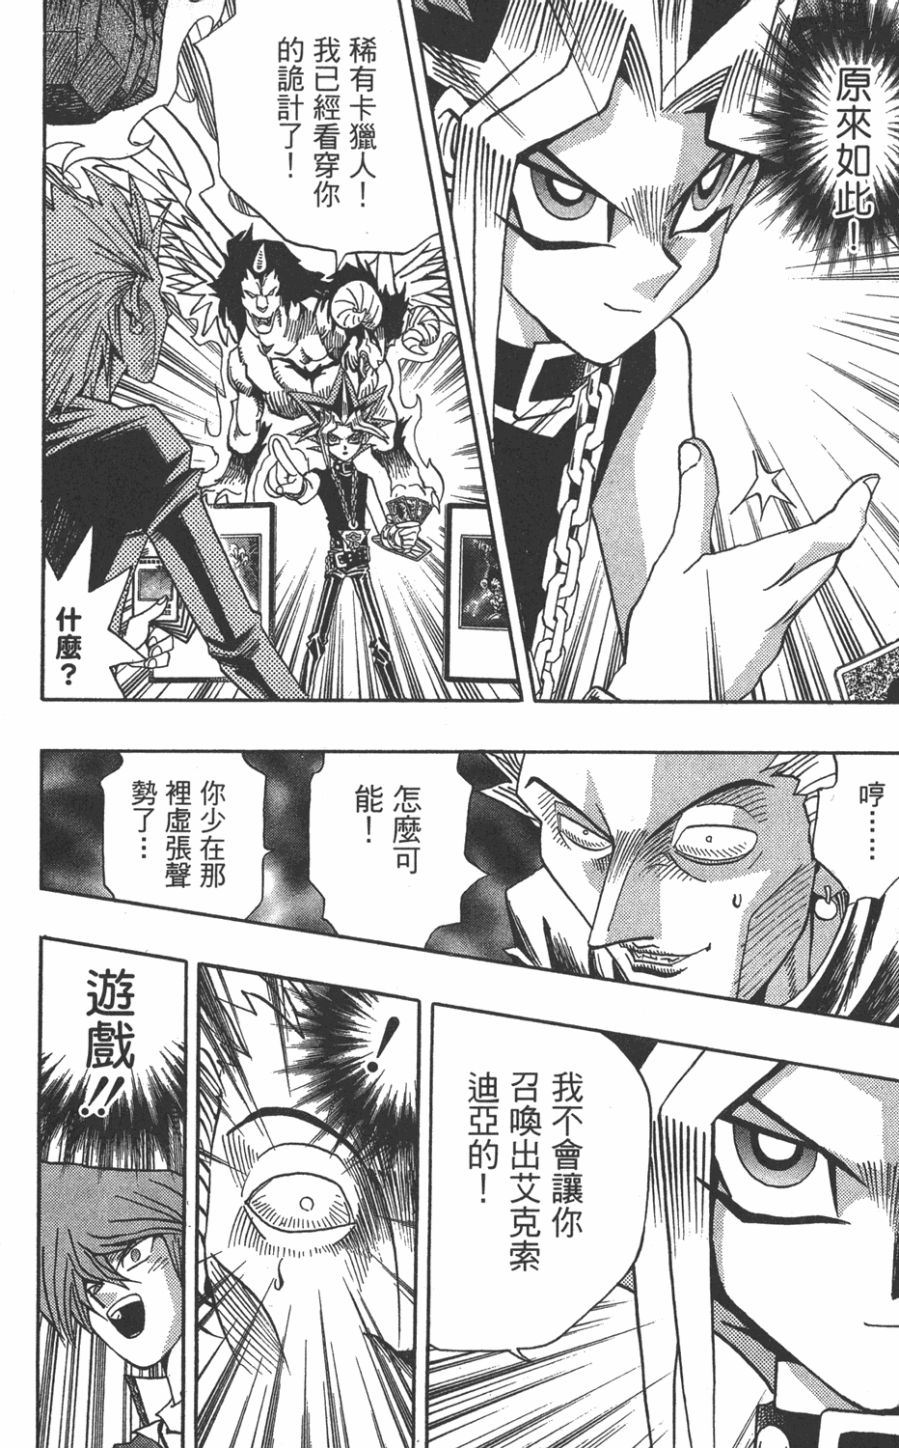 原來如此！
稀有卡獵人！
我已經看穿你
的詭計了！
什麼？
哼……
怎麼可
能！
你少在那
裡虛張聲
勢了…
我不會讓你
召喚出艾克索
迪亞的！
！
遊戲!!